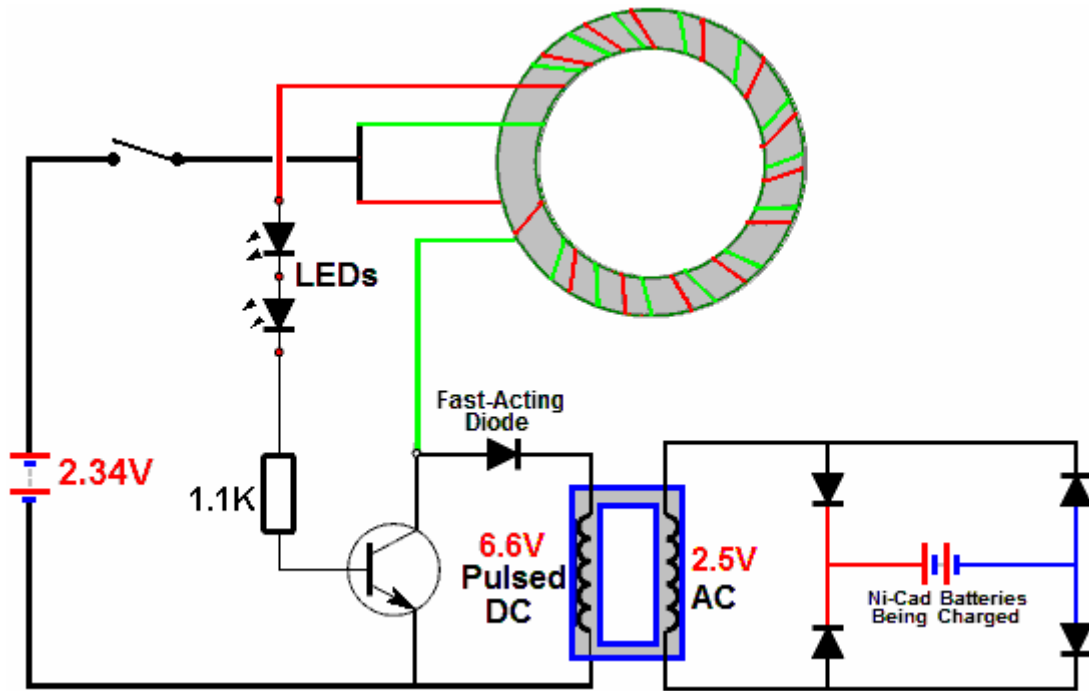 LEDs
Fast-Acting
Diode
2.34V
1.1K
6.6V
Pulsed
DC
2.5V
AC
Ni-Cad Batteries
Being Charged